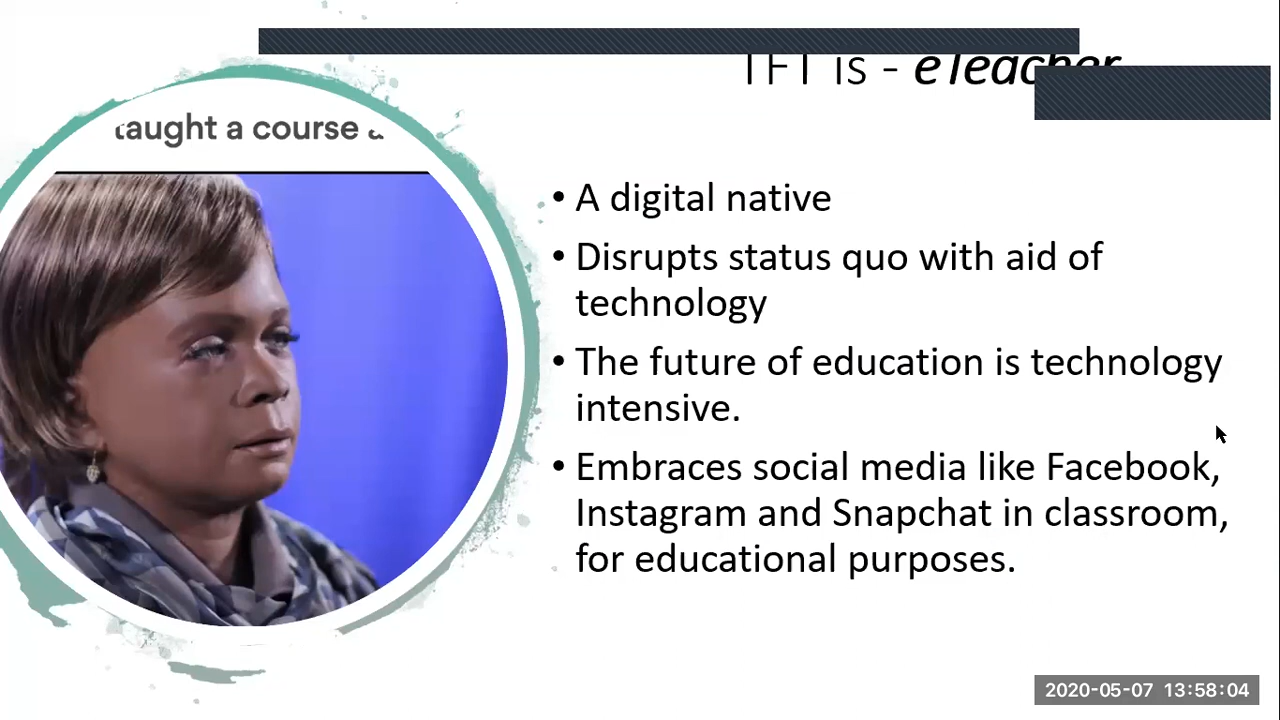 TFT is - eTeacher
taught a course
• A digital native
• Disrupts status quo with aid of
technology
• The future of education is technology
intensive.
• Embraces social media like Facebook,
Instagram and Snapchat in classroom,
for educational purposes.
2020-05-07 13:58:04